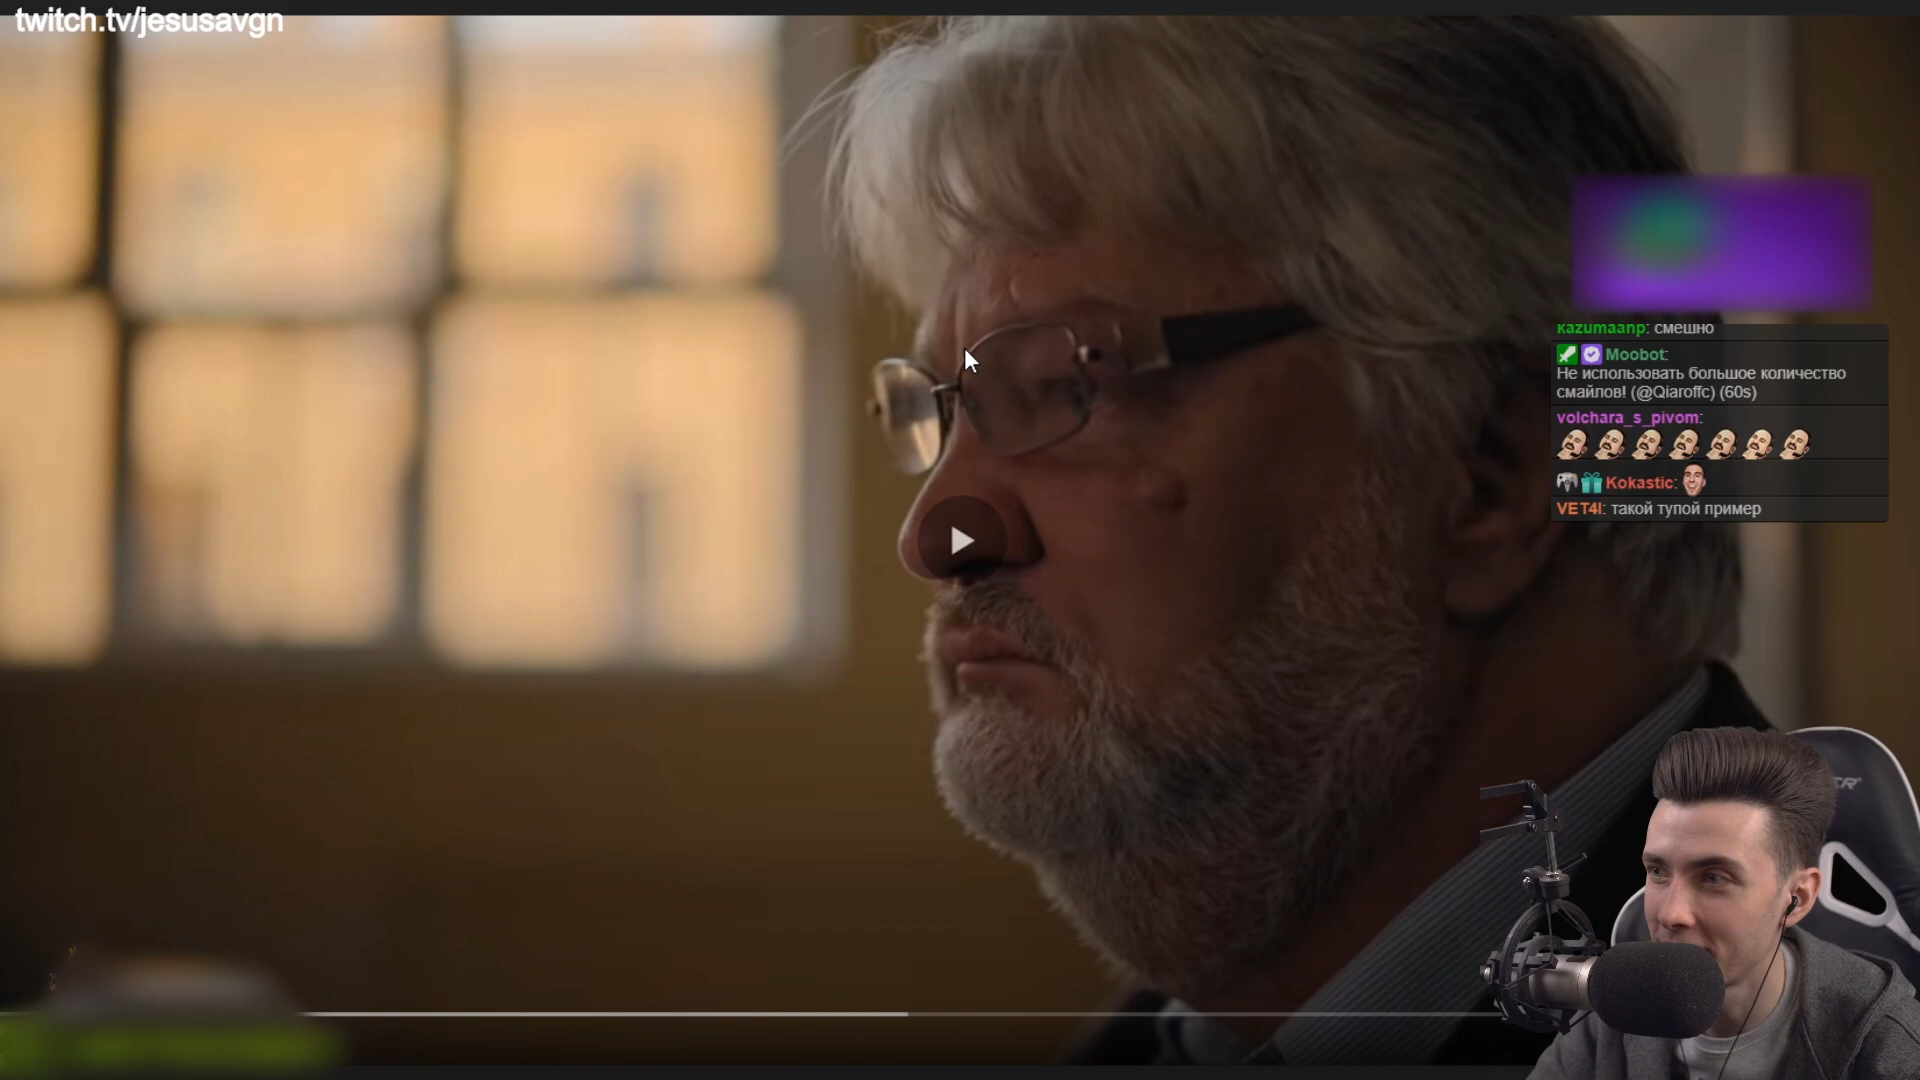 twitch.tv/jesusavgn
kazumaanp: смешно
Moobot:
Не использовать большое количество
смайлов! (@Qiaroffc) (60s)
volchara_s_pivom:
Kokastic:
VET4I: такой тупой пример